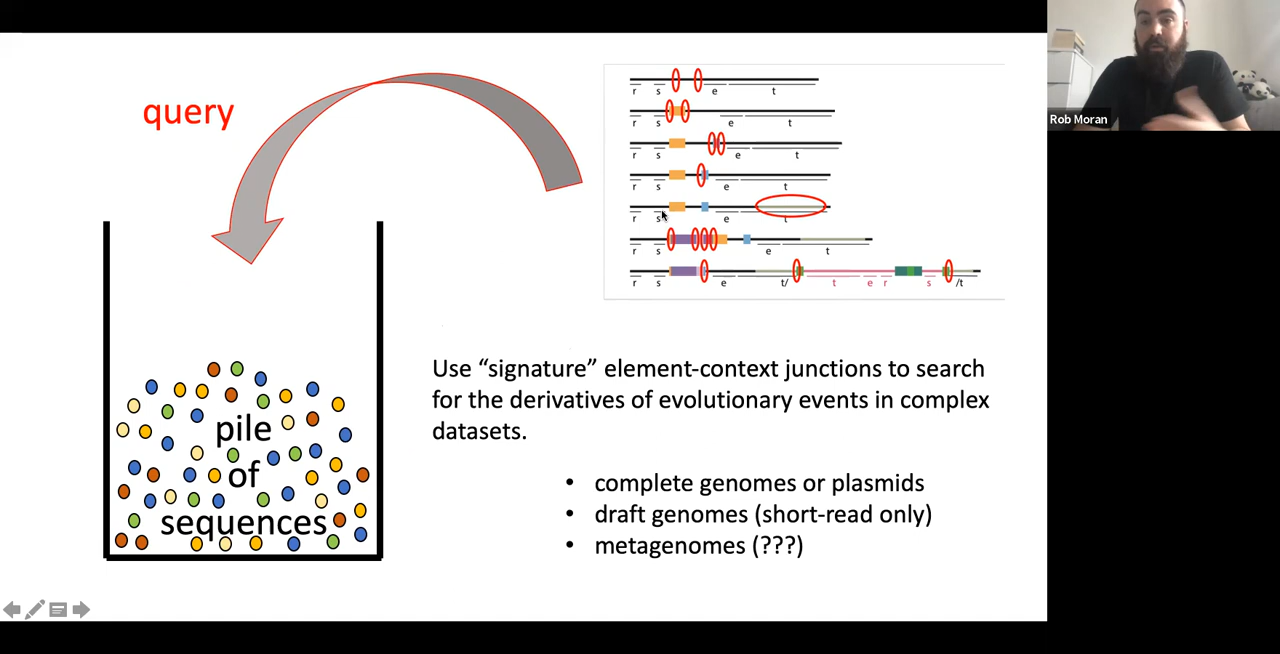 query
r s e t
r s e t
r s e t
r s e t
r s e t
r s e t
r s e t/ t e r s /t
Rob Moran
Use “signature” element-context junctions to search
for the derivatives of evolutionary events in complex
datasets.
• complete genomes or plasmids
• draft genomes (short-read only)
• metagenomes (???)
pile
of
sequences